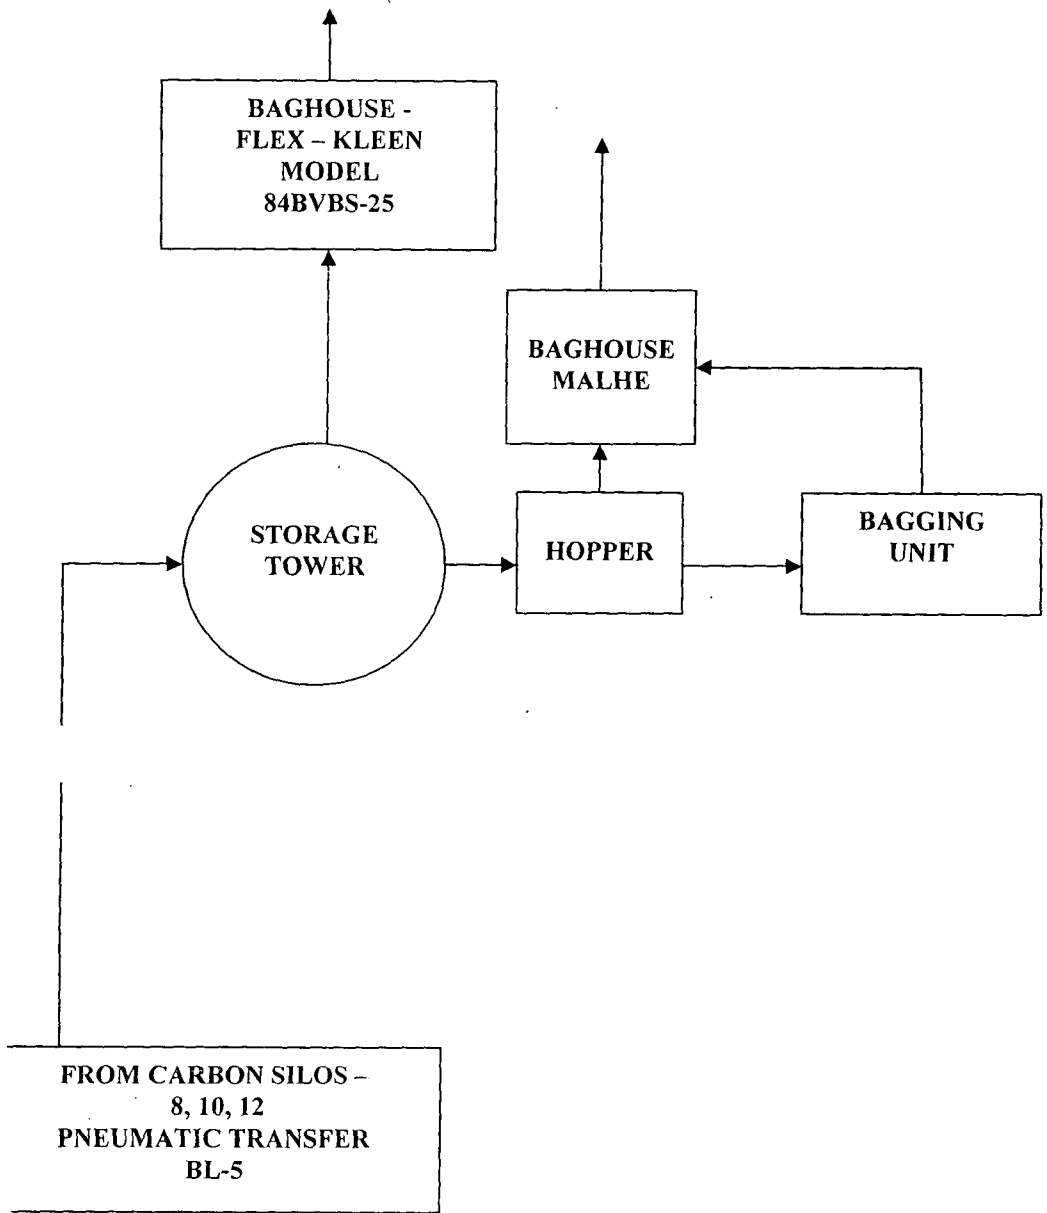 BAGHOUSE -
FLEX – KLEEN
MODEL
84BVBS-25
BAGHOUSE
MALHE
STORAGE
TOWER
HOPPER
BAGGING
UNIT
FROM CARBON SILOS –
8, 10, 12
PNEUMATIC TRANSFER
BL-5